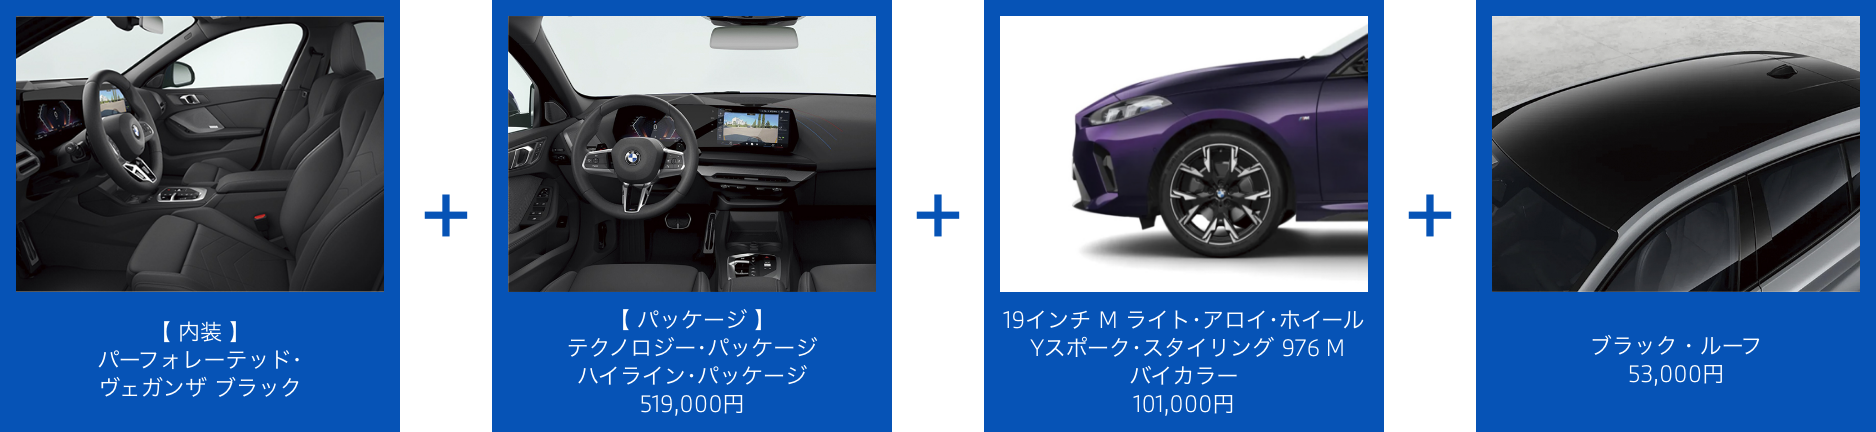 【 内装 】
パーフォレーテッド・
ヴェガンザ ブラック
【 パッケージ 】
テクノロジー・パッケージ
ハイライン・パッケージ
519,000円
19インチ M ライト・アロイ・ホイール
Yスポーク・スタイリング 976 M
バイカラー
101,000円
ブラック・ルーフ
53,000円